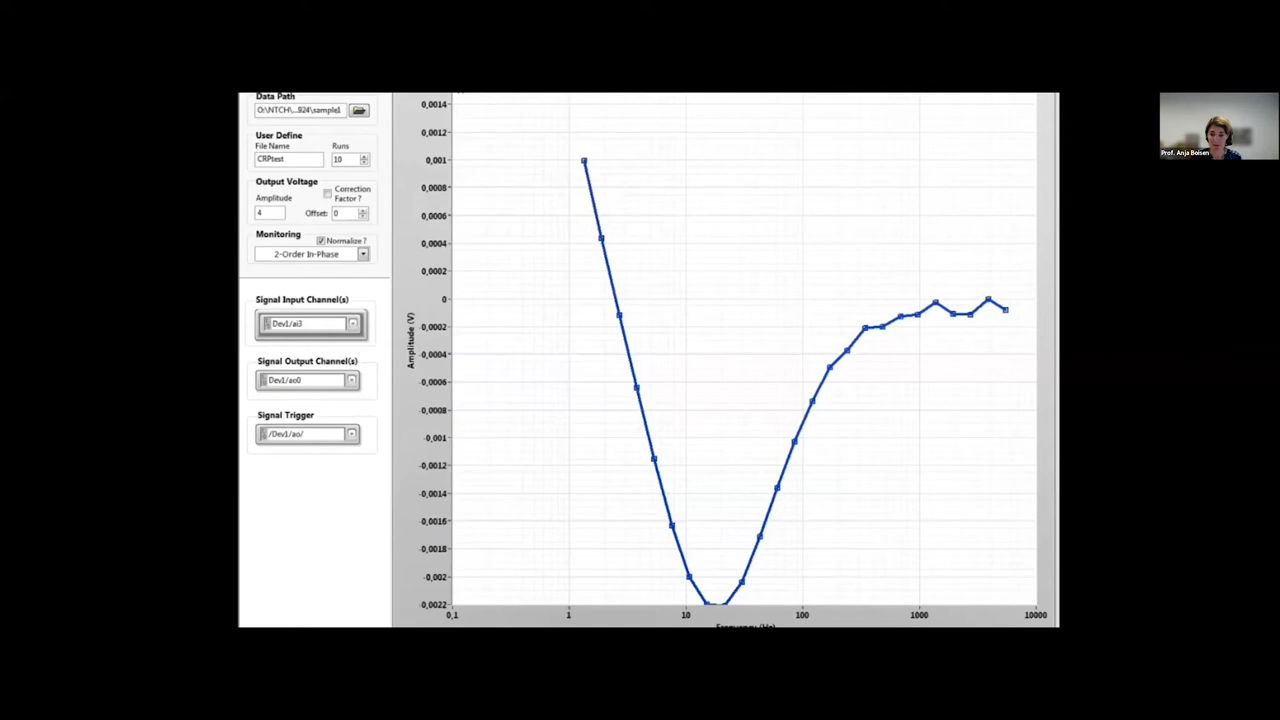 Data Path
O:\NTCH\...924\sample1
User Define
File Name Runs
CRPtest 10
Output Voltage
Correction
Factor ?
Amplitude
4 Offset: 0
Monitoring
Normalize ?
2-Order In-Phase
Signal Input Channel(s)
Dev1/ai3
Signal Output Channel(s)
Dev1/ao0
Signal Trigger
/Dev1/ao/
Amplitude (V)
0,0014
0,0012
0,001
0,0008
0,0006
0,0004
0,0002
0
-0,0002
-0,0004
-0,0006
-0,0008
-0,001
-0,0012
-0,0014
-0,0016
-0,0018
-0,002
-0,0022
0,1 1 10 100 1000 10000
Frequency (Hz)
Prof. Anja Boisen